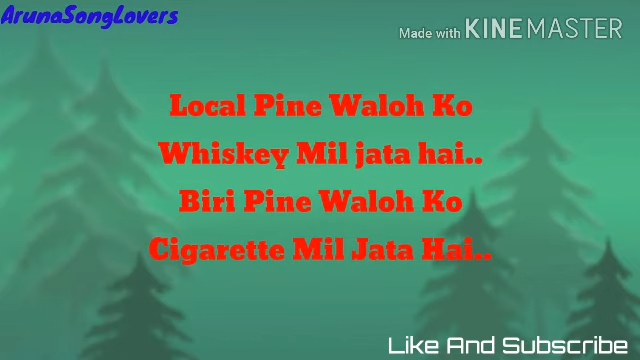 ArunaSongLovers
Made with KINEMASTER
Local Pine Waloh Ko
Whiskey Mil jata hai..
Biri Pine Waloh Ko
Cigarette Mil Jata Hai..
Like And Subscribe